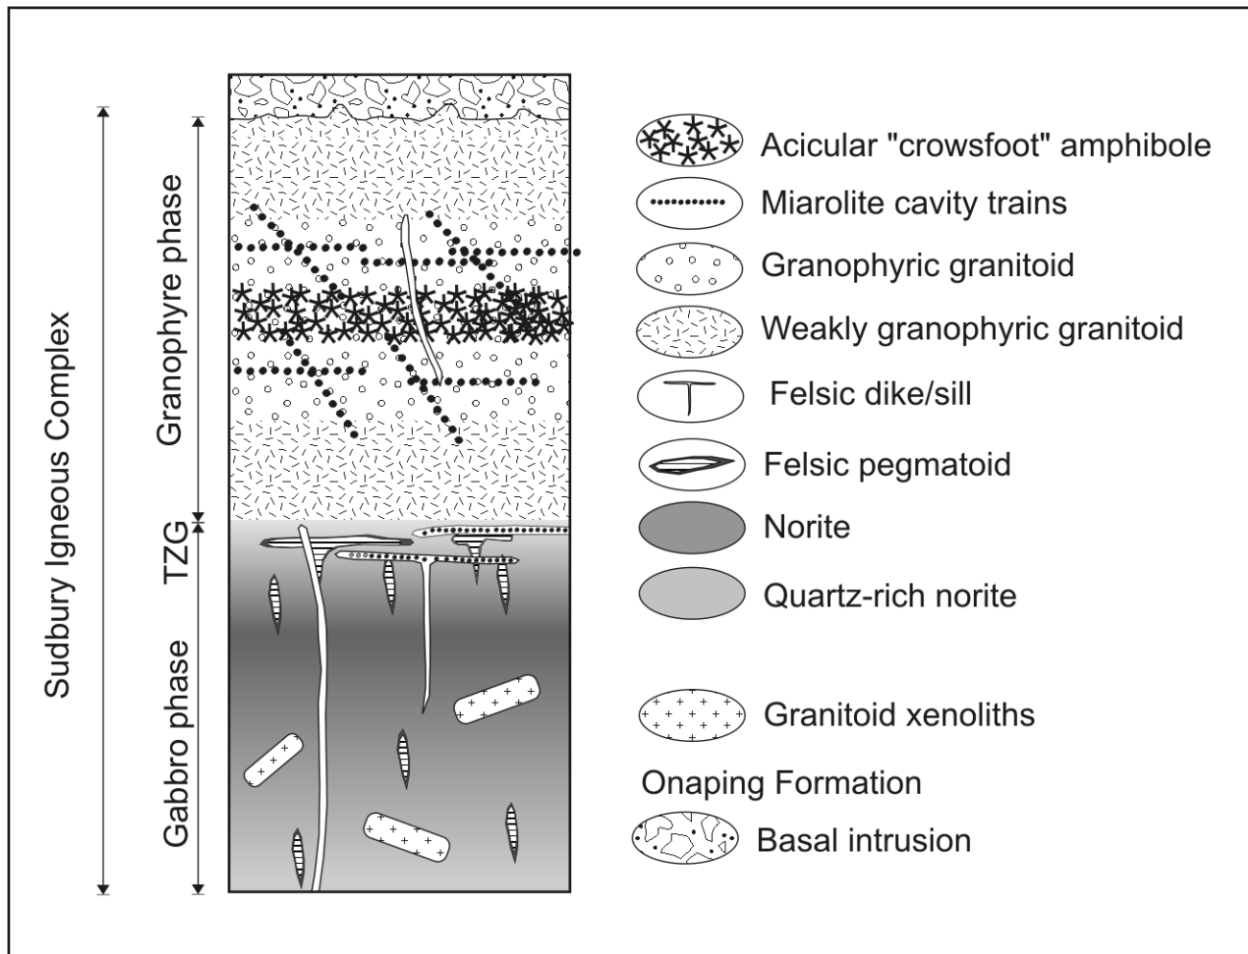 Sudbury Igneous Complex
Granophyre phase
TZG
Gabbro phase
Acicular "crowsfoot" amphibole
Miarolite cavity trains
Granophyric granitoid
Weakly granophyric granitoid
Felsic dike/sill
Felsic pegmatoid
Norite
Quartz-rich norite
Granitoid xenoliths
Onaping Formation
Basal intrusion